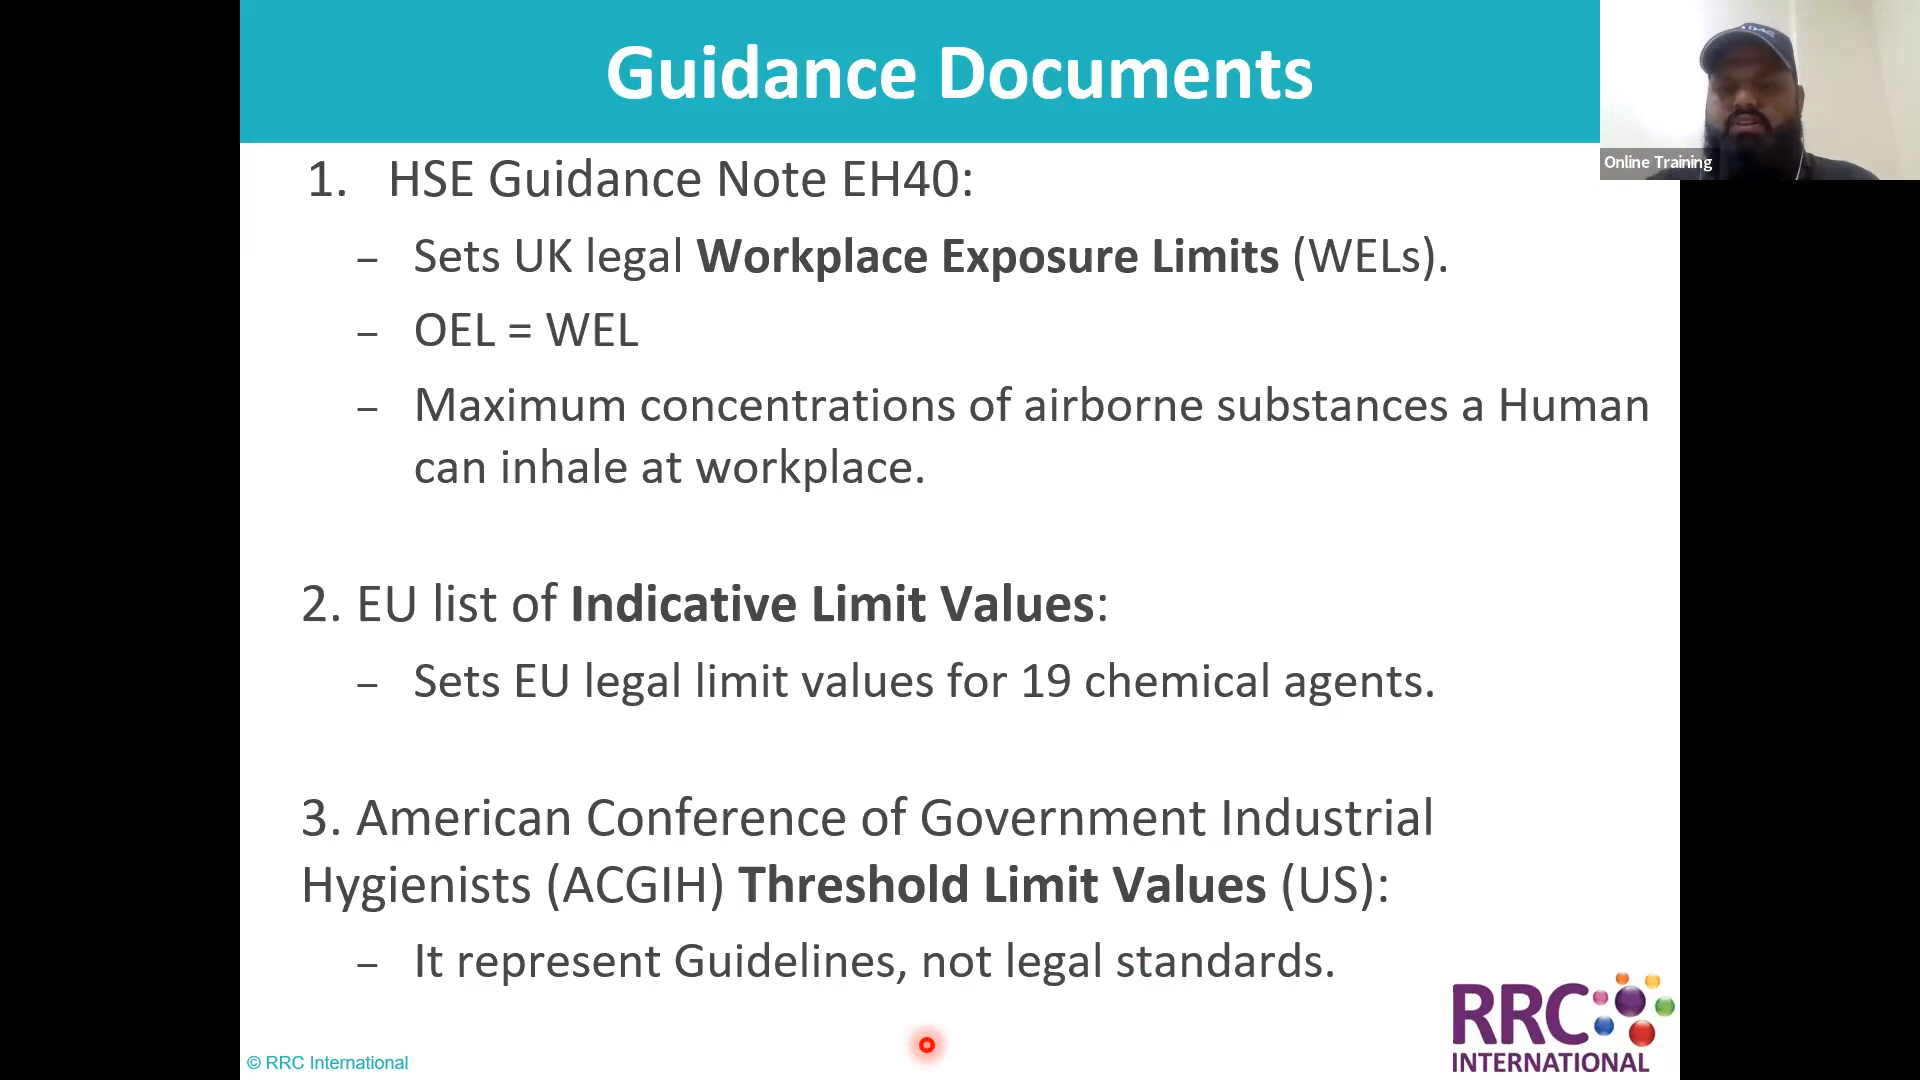 Guidance Documents
Online Training
1. HSE Guidance Note EH40:
– Sets UK legal Workplace Exposure Limits (WELs).
– OEL = WEL
– Maximum concentrations of airborne substances a Human
can inhale at workplace.
2. EU list of Indicative Limit Values:
– Sets EU legal limit values for 19 chemical agents.
3. American Conference of Government Industrial
Hygienists (ACGIH) Threshold Limit Values (US):
– It represent Guidelines, not legal standards.
RRC
INTERNATIONAL
© RRC International